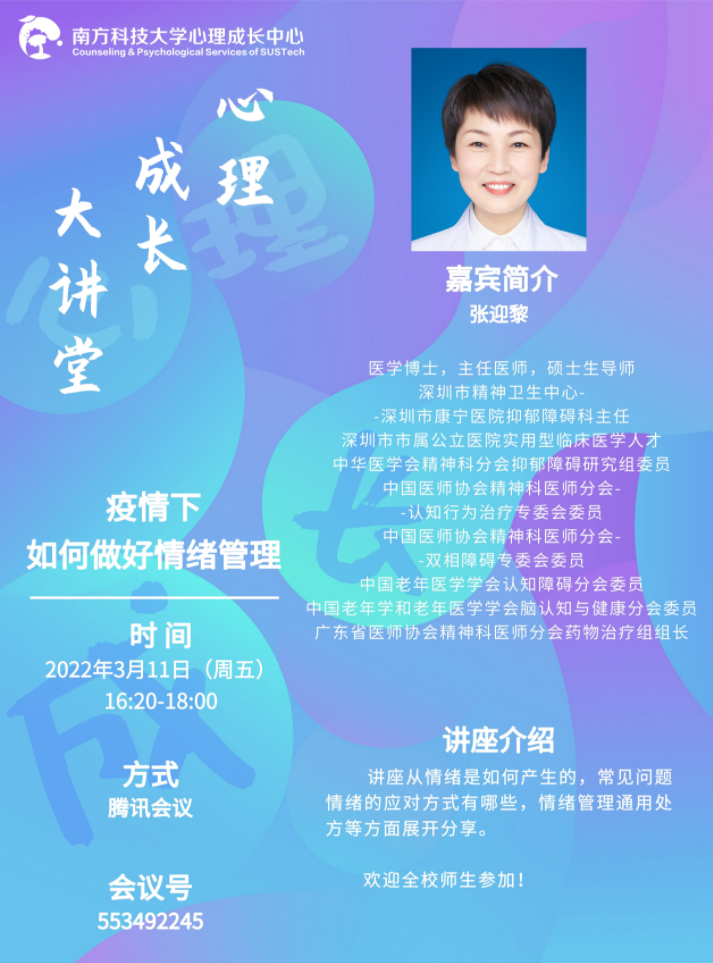 南方科技大学心理成长中心
Counseling & Psychological Services of SUSTech
心理
成长
大讲堂
疫情下
如何做好情绪管理
时间
2022年3月11日（周五）
16:20-18:00
方式
腾讯会议
会议号
553492245
嘉宾简介
张迎黎
医学博士，主任医师，硕士生导师
深圳市精神卫生中心-
-深圳市康宁医院抑郁障碍科主任
深圳市市属公立医院实用型临床医学人才
中华医学会精神科分会抑郁障碍研究组委员
中国医师协会精神科医师分会-
-认知行为治疗专委会委员
中国医师协会精神科医师分会-
-双相障碍专委会委员
中国老年医学学会认知障碍分会委员
中国老年学和老年医学学会脑认知与健康分会委员
广东省医师协会精神科医师分会药物治疗组组长
讲座介绍
讲座从情绪是如何产生的，常见问题
情绪的应对方式有哪些，情绪管理通用处
方等方面展开分享。
欢迎全校师生参加！
心理
成长